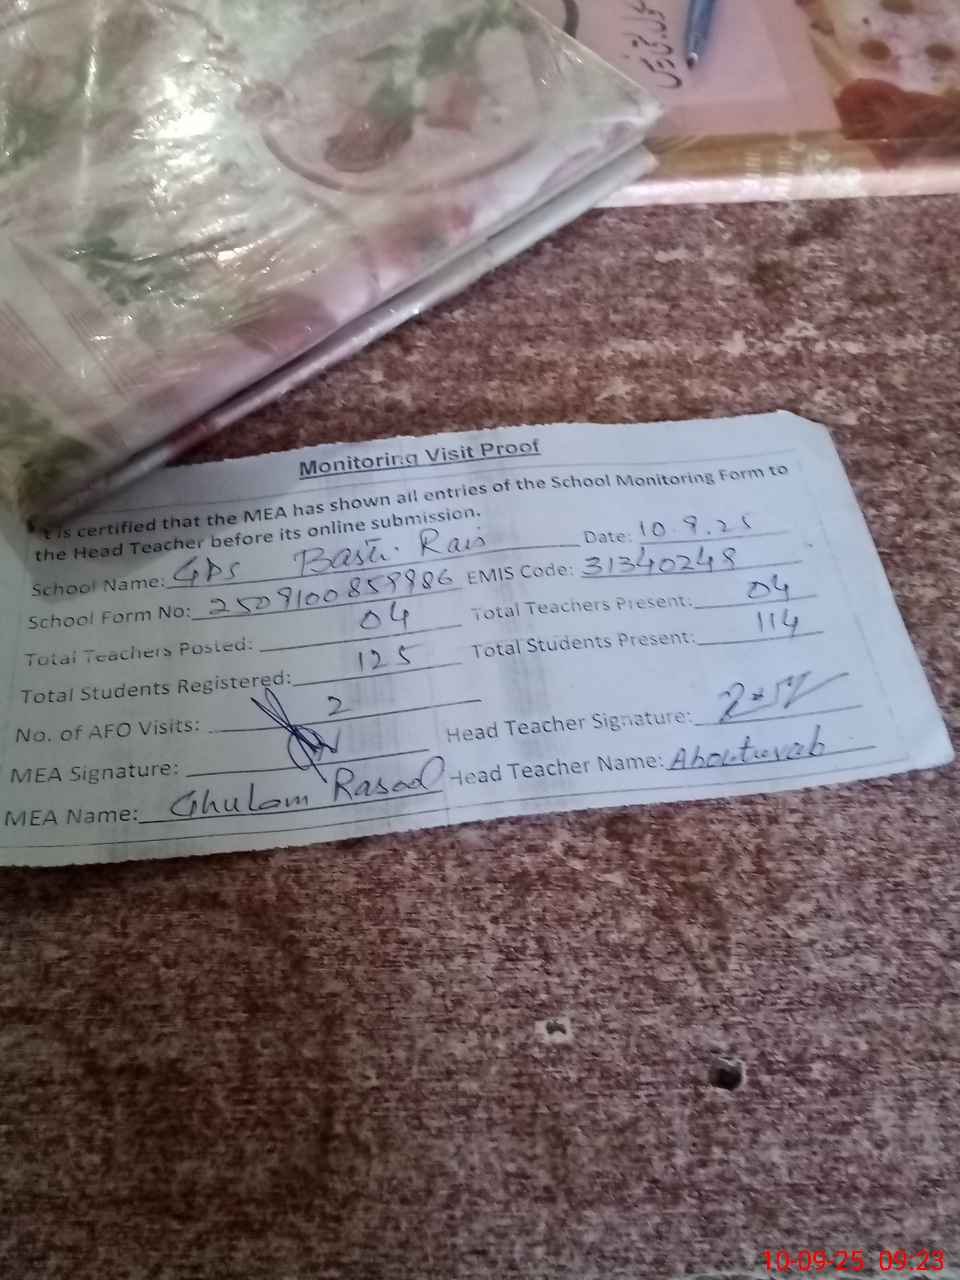 Monitoring Visit Proof
t is certified that the MEA has shown all entries of the School Monitoring Form to
the Head Teacher before its online submission.
School Name: GPS Basti Rais Date: 10.9.25
School Form No: 2509100859986 EMIS Code: 31340248
Total Teachers Posted: 04 Total Teachers Present: 04
Total Students Registered: 125 Total Students Present: 114
No. of AFO Visits: 2
MEA Signature: Head Teacher Signature:
MEA Name: Ghulam Rasool Head Teacher Name: Abouturab
10-09-25 09:23